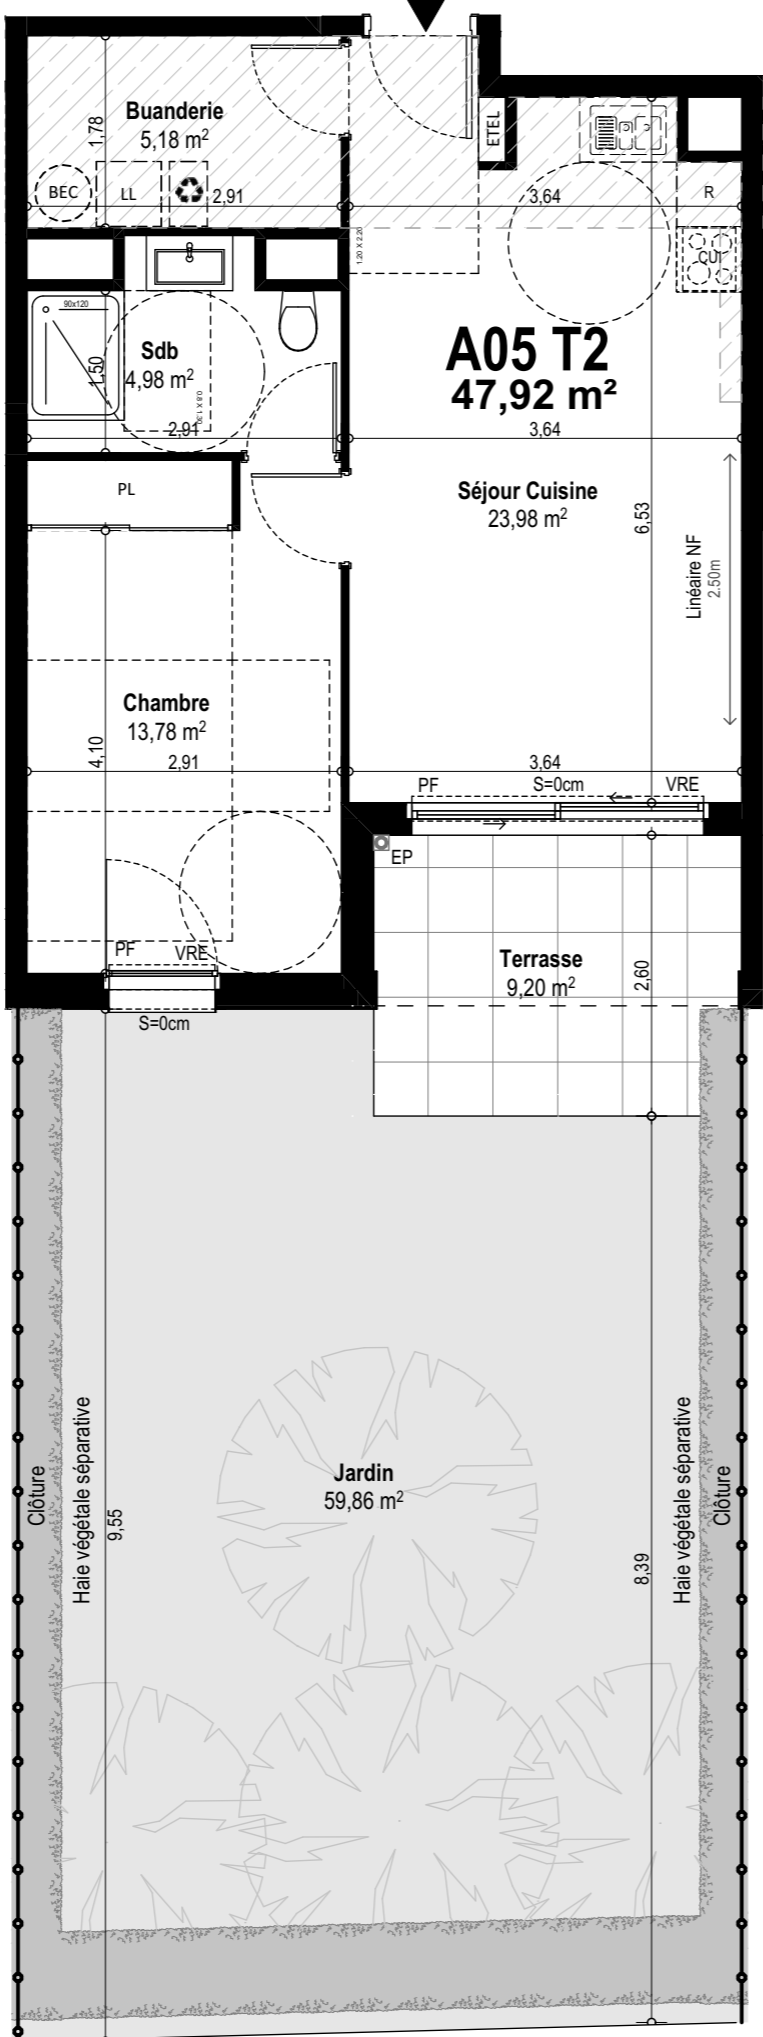 Buanderie
5,18 m²
1,78
ETEL
BEC
LL
2,91
3,64
R
1.20 X 2.20
CUI
90x120
Sdb
4,98 m²
1,50
0.8 X 1.30
A05 T2
47,92 m²
2,91
3,64
PL
Séjour Cuisine
23,98 m²
6,53
Linéaire NF
2.50m
Chambre
13,78 m²
4,10
2,91
3,64
PF
S=0cm
VRE
EP
PF
VRE
Terrasse
9,20 m²
2,60
S=0cm
Jardin
59,86 m²
Clôture
Haie végétale séparative
9,55
8,39
Haie végétale séparative
Clôture